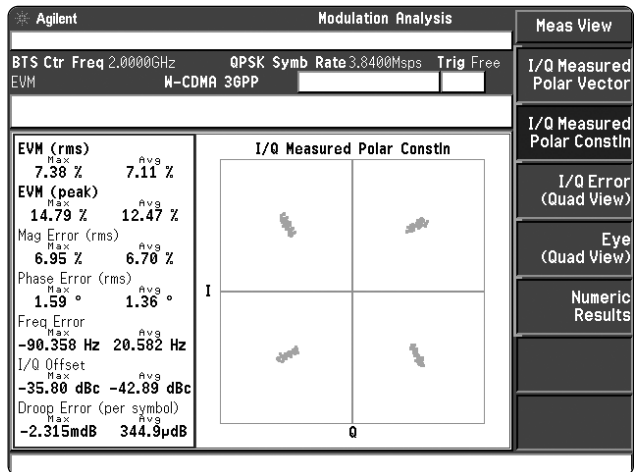 Agilent Modulation Analysis Meas View
BTS Ctr Freq 2.0000GHz QPSK Symb Rate 3.8400Msps Trig Free
EVM W-CDMA 3GPP
I/Q Measured
Polar Vector
I/Q Measured
Polar Constln
I/Q Error
(Quad View)
Eye
(Quad View)
Numeric
Results
EVM (rms)
Max Avg
7.38 % 7.11 %
EVM (peak)
Max Avg
14.79 % 12.47 %
Mag Error (rms)
Max Avg
6.95 % 6.70 %
Phase Error (rms)
Max Avg
1.59 ° 1.36 °
Freq Error
Max Avg
-90.358 Hz 20.582 Hz
I/Q Offset
Max Avg
-35.80 dBc -42.89 dBc
Droop Error (per symbol)
Max Avg
-2.315mdB 344.9μdB
I/Q Measured Polar Constln
I
Q